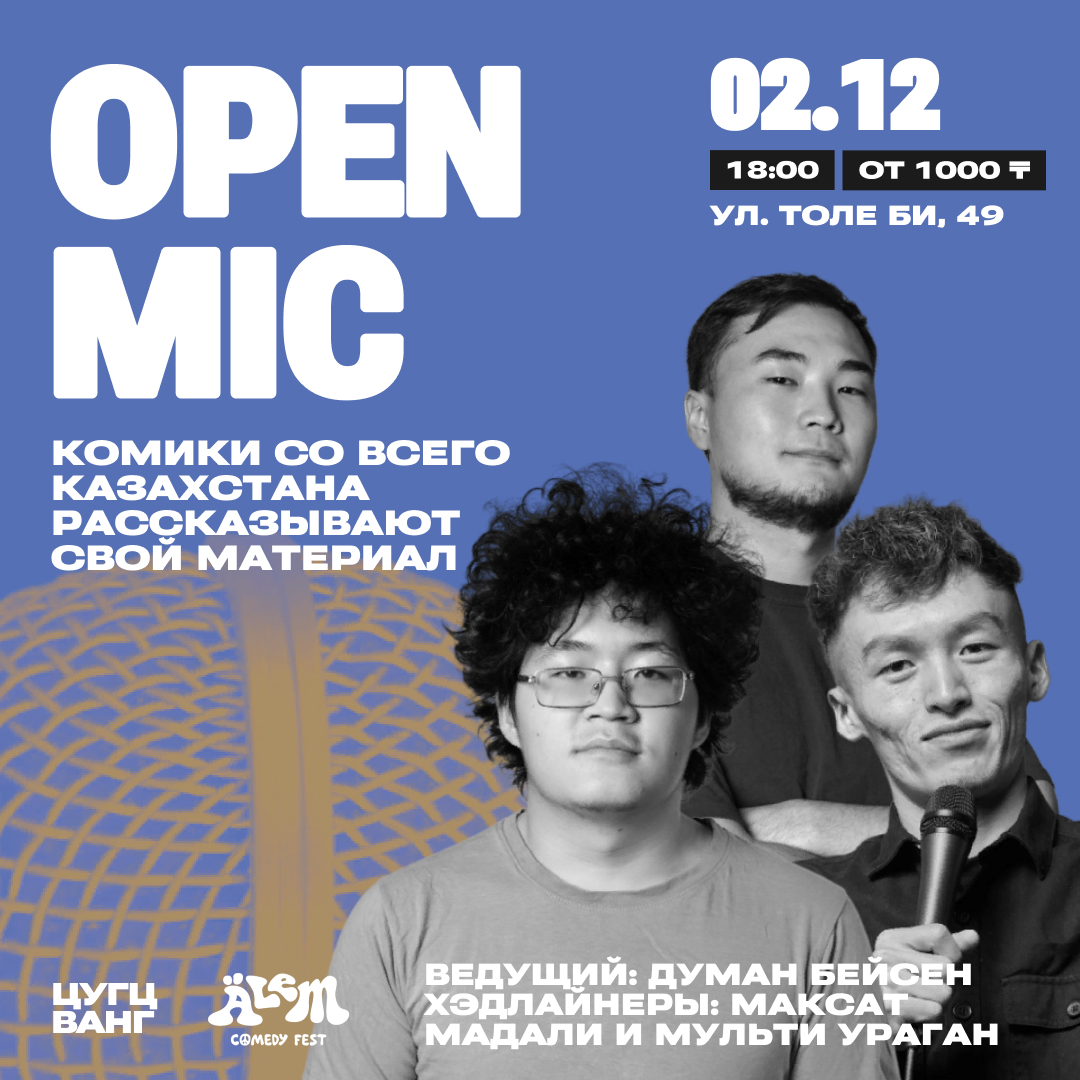 OPEN
MIC
02.12
18:00 ОТ 1000 ₸
УЛ. ТОЛЕ БИ, 49
КОМИКИ СО ВСЕГО
КАЗАХСТАНА
РАССКАЗЫВАЮТ
СВОЙ МАТЕРИАЛ
ЦУГЦ
ВАНГ
ÄLEM
COMEDY FEST
ВЕДУЩИЙ: ДУМАН БЕЙСЕН
ХЭДЛАЙНЕРЫ: МАКСАТ
МАДАЛИ И МУЛЬТИ УРАГАН